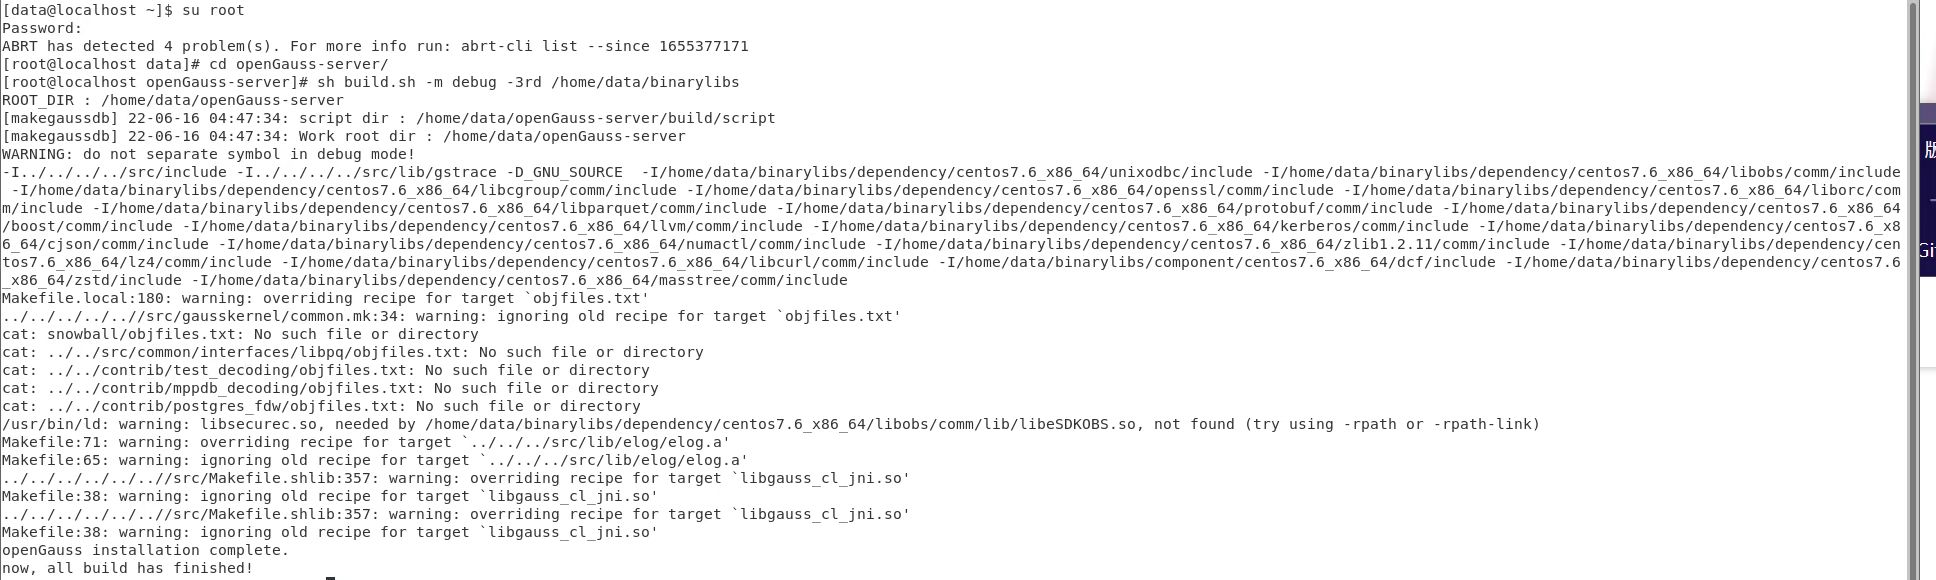 [data@localhost ~]$ su root
Password:
ABRT has detected 4 problem(s). For more info run: abrt-cli list --since 1655377171
[root@localhost data]# cd openGauss-server/
[root@localhost openGauss-server]# sh build.sh -m debug -3rd /home/data/binarylibs
ROOT_DIR : /home/data/openGauss-server
[makegaussdb] 22-06-16 04:47:34: script dir : /home/data/openGauss-server/build/script
[makegaussdb] 22-06-16 04:47:34: Work root dir : /home/data/openGauss-server
WARNING: do not separate symbol in debug mode!
-I../../../../src/include -I../../../../src/lib/gstrace -D_GNU_SOURCE  -I/home/data/binarylibs/dependency/centos7.6_x86_64/unixodbc/include -I/home/data/binarylibs/dependency/centos7.6_x86_64/libobs/comm/include
 -I/home/data/binarylibs/dependency/centos7.6_x86_64/libcgroup/comm/include -I/home/data/binarylibs/dependency/centos7.6_x86_64/openssl/comm/include -I/home/data/binarylibs/dependency/centos7.6_x86_64/liborc/com
m/include -I/home/data/binarylibs/dependency/centos7.6_x86_64/libparquet/comm/include -I/home/data/binarylibs/dependency/centos7.6_x86_64/protobuf/comm/include -I/home/data/binarylibs/dependency/centos7.6_x86_64
/boost/comm/include -I/home/data/binarylibs/dependency/centos7.6_x86_64/llvm/comm/include -I/home/data/binarylibs/dependency/centos7.6_x86_64/kerberos/comm/include -I/home/data/binarylibs/dependency/centos7.6_x8
6_64/cjson/comm/include -I/home/data/binarylibs/dependency/centos7.6_x86_64/numactl/comm/include -I/home/data/binarylibs/dependency/centos7.6_x86_64/zlib1.2.11/comm/include -I/home/data/binarylibs/dependency/cen
tos7.6_x86_64/lz4/comm/include -I/home/data/binarylibs/dependency/centos7.6_x86_64/libcurl/comm/include -I/home/data/binarylibs/component/centos7.6_x86_64/dcf/include -I/home/data/binarylibs/dependency/centos7.6
_x86_64/zstd/include -I/home/data/binarylibs/dependency/centos7.6_x86_64/masstree/comm/include
Makefile.local:180: warning: overriding recipe for target `objfiles.txt'
../../../../../..//src/gausskernel/common.mk:34: warning: ignoring old recipe for target `objfiles.txt'
cat: snowball/objfiles.txt: No such file or directory
cat: ../../src/common/interfaces/libpq/objfiles.txt: No such file or directory
cat: ../../contrib/test_decoding/objfiles.txt: No such file or directory
cat: ../../contrib/mppdb_decoding/objfiles.txt: No such file or directory
cat: ../../contrib/postgres_fdw/objfiles.txt: No such file or directory
/usr/bin/ld: warning: libsecurec.so, needed by /home/data/binarylibs/dependency/centos7.6_x86_64/libobs/comm/lib/libeSDKOBS.so, not found (try using -rpath or -rpath-link)
Makefile:71: warning: overriding recipe for target `../../../src/lib/elog/elog.a'
Makefile:65: warning: ignoring old recipe for target `../../../src/lib/elog/elog.a'
../../../../../..//src/Makefile.shlib:357: warning: overriding recipe for target `libgauss_cl_jni.so'
Makefile:38: warning: ignoring old recipe for target `libgauss_cl_jni.so'
../../../../../..//src/Makefile.shlib:357: warning: overriding recipe for target `libgauss_cl_jni.so'
Makefile:38: warning: ignoring old recipe for target `libgauss_cl_jni.so'
openGauss installation complete.
now, all build has finished!
版
Gi